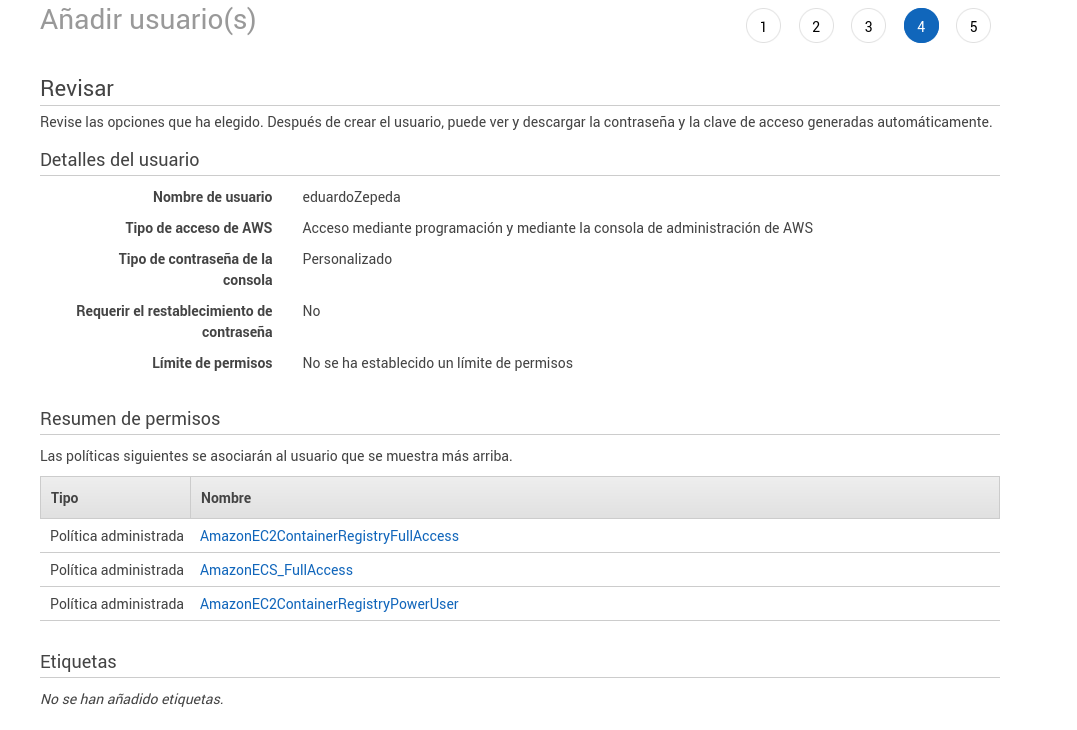 Añadir usuario(s)
1 2 3 4 5
Revisar
Revise las opciones que ha elegido. Después de crear el usuario, puede ver y descargar la contraseña y la clave de acceso generadas automáticamente.
Detalles del usuario
Nombre de usuario eduardoZepeda
Tipo de acceso de AWS Acceso mediante programación y mediante la consola de administración de AWS
Tipo de contraseña de la Personalizado
consola
Requerir el restablecimiento de No
contraseña
Límite de permisos No se ha establecido un límite de permisos
Resumen de permisos
Las políticas siguientes se asociarán al usuario que se muestra más arriba.
Tipo Nombre
Política administrada AmazonEC2ContainerRegistryFullAccess
Política administrada AmazonECS_FullAccess
Política administrada AmazonEC2ContainerRegistryPowerUser
Etiquetas
No se han añadido etiquetas.